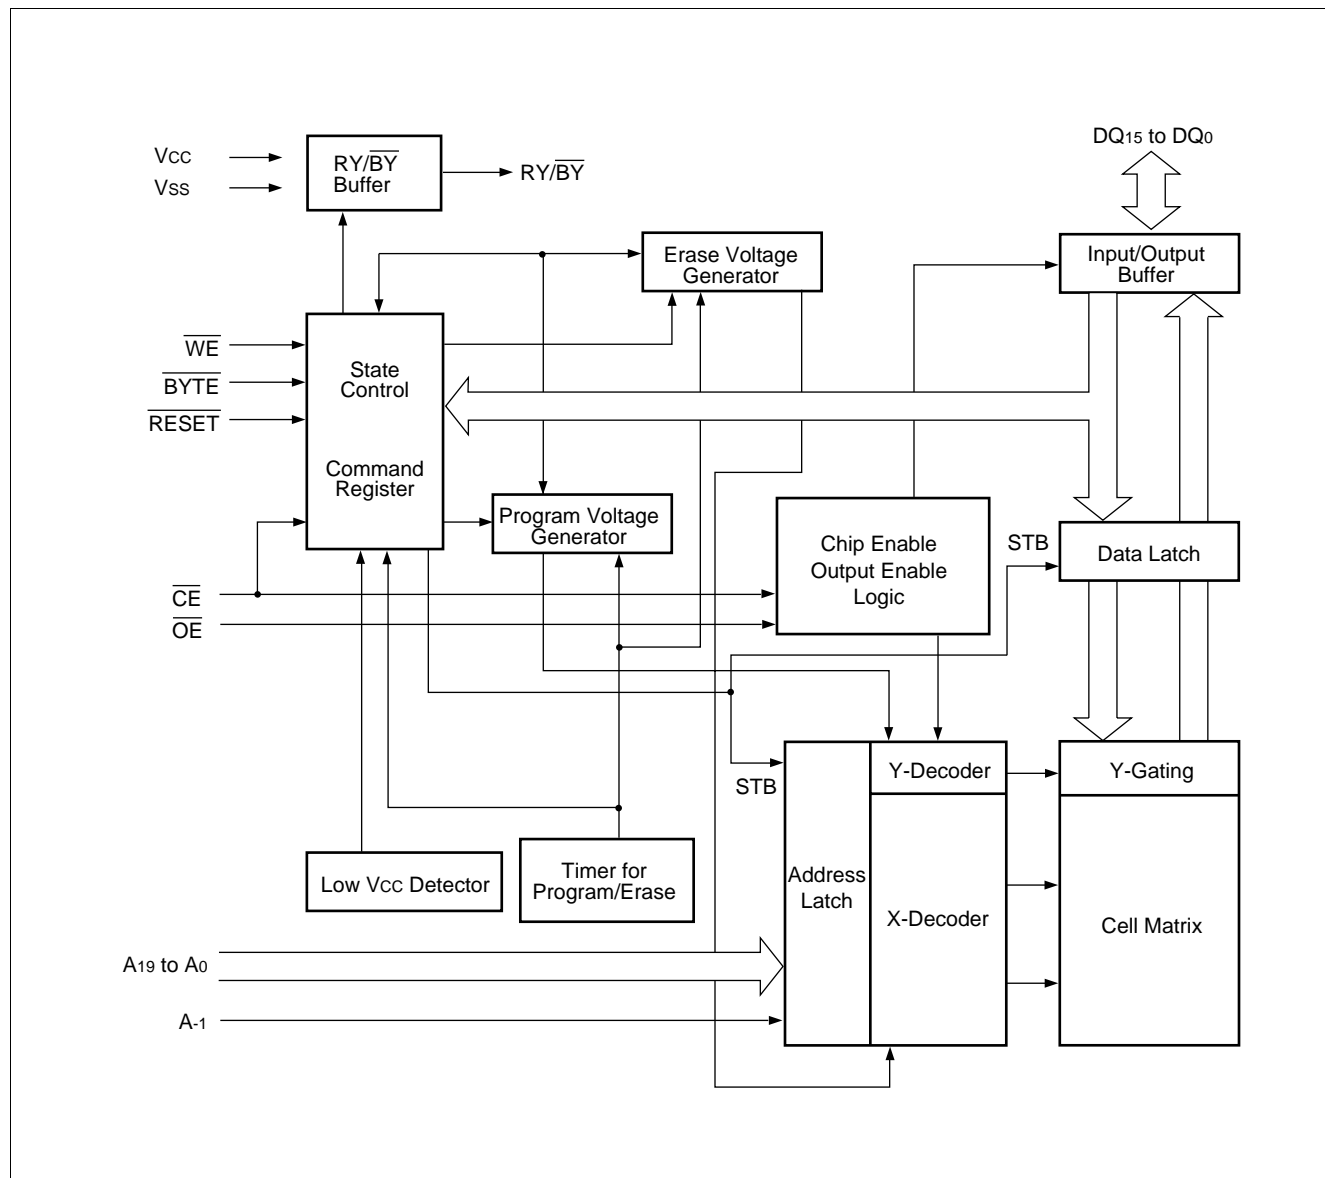 VCC
VSS
RY/BY
Buffer
RY/BY
DQ15 to DQ0
Erase Voltage
Generator
Input/Output
Buffer
WE
BYTE
RESET
State
Control
Command
Register
Program Voltage
Generator
Chip Enable
Output Enable
Logic
STB
Data Latch
CE
OE
STB
Y-Decoder
Y-Gating
Low VCC Detector
Timer for
Program/Erase
Address
Latch
X-Decoder
Cell Matrix
A19 to A0
A-1